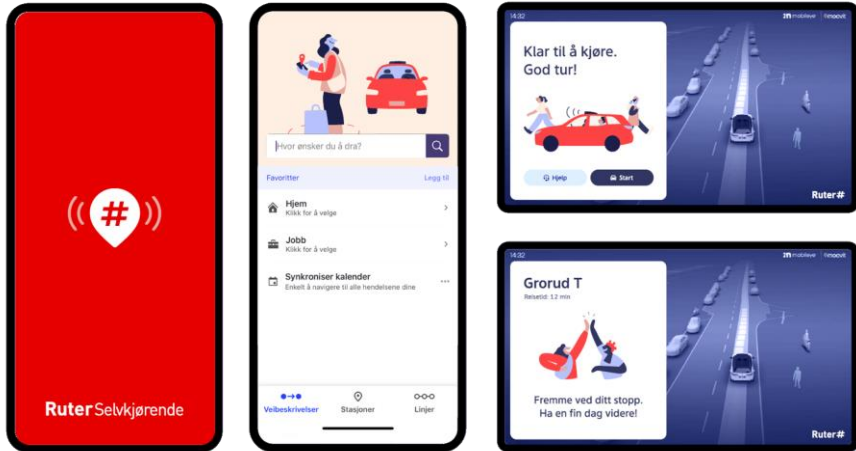 #
Ruter Selvkjørende
Hvor ønsker du å dra?
Favoritter
Legg til
Hjem
Klikk for å velge
Jobb
Klikk for å velge
Synkroniser kalender
Enkelt å navigere til alle hendelsene dine
Veibeskrivelser
Stasjoner
Linjer
14:32
mobileye moovit
Klar til å kjøre.
God tur!
Hjelp
Start
Ruter#
14:32
mobileye moovit
Grorud T
Reisetid: 12 min
Fremme ved ditt stopp.
Ha en fin dag videre!
Ruter#